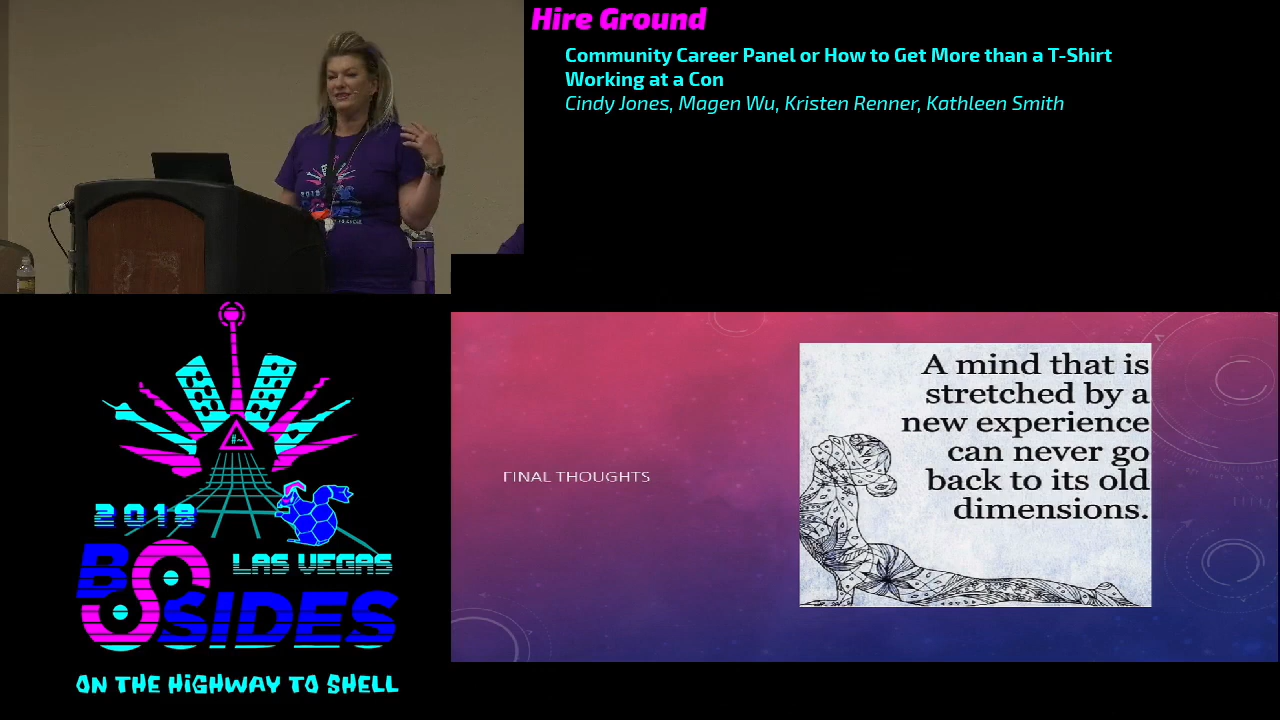 Hire Ground
Community Career Panel or How to Get More than a T-Shirt
Working at a Con
Cindy Jones, Magen Wu, Kristen Renner, Kathleen Smith
#~
2018
BSIDES
LAS VEGAS
ON THE HIGHWAY TO SHELL
FINAL THOUGHTS
A mind that is
stretched by a
new experience
can never go
back to its old
dimensions.